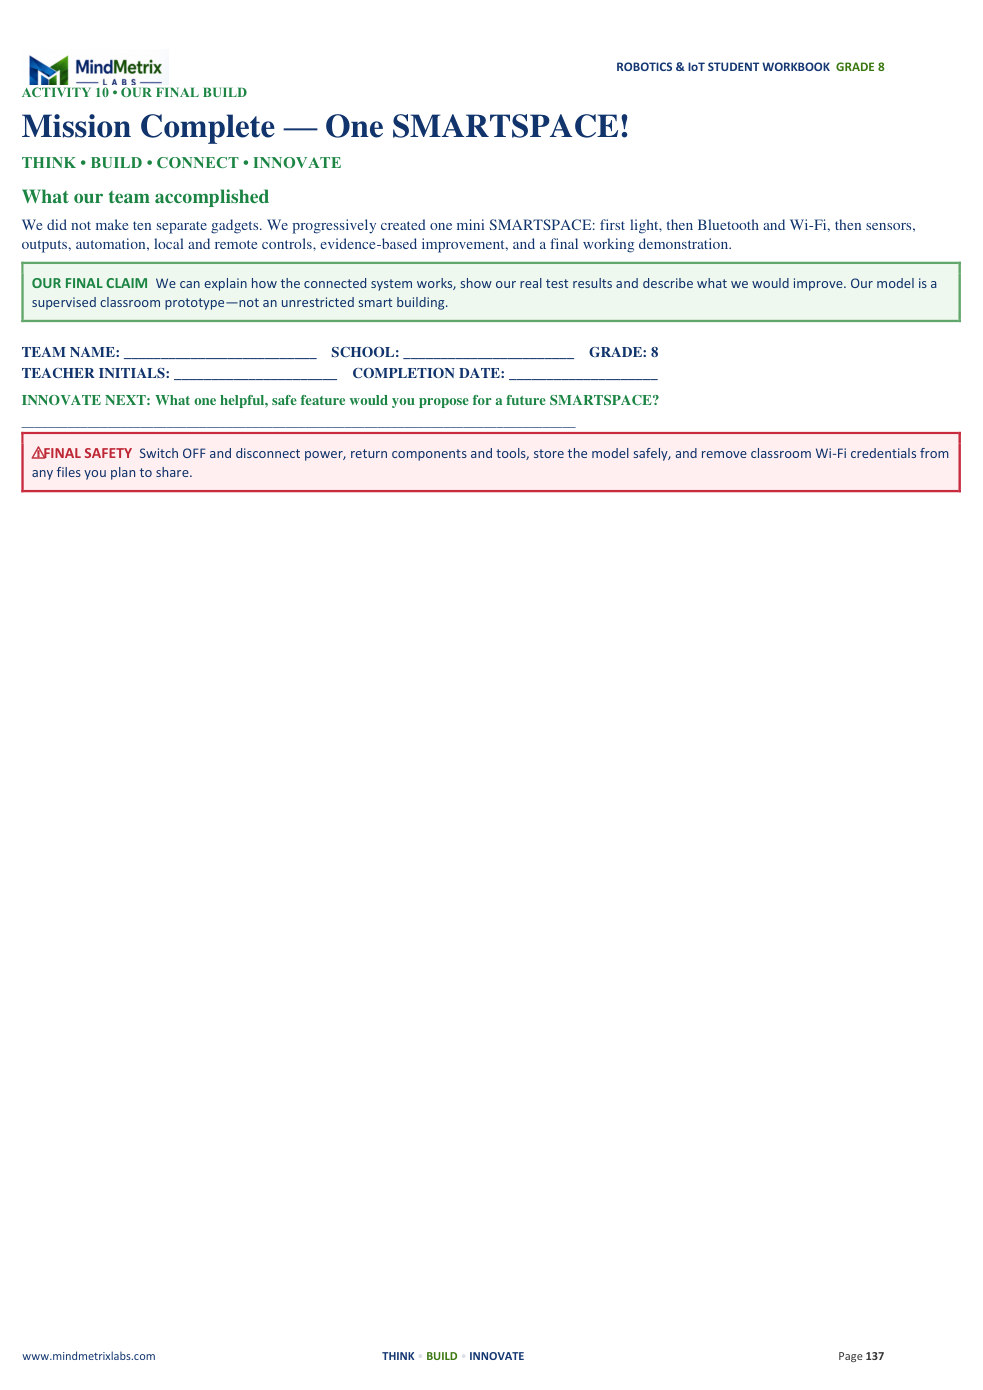 MindMetrix
LABS
ROBOTICS & IoT STUDENT WORKBOOK GRADE 8
ACTIVITY 10 • OUR FINAL BUILD
Mission Complete — One SMARTSPACE!
THINK • BUILD • CONNECT • INNOVATE
What our team accomplished
We did not make ten separate gadgets. We progressively created one mini SMARTSPACE: first light, then Bluetooth and Wi-Fi, then sensors,
outputs, automation, local and remote controls, evidence-based improvement, and a final working demonstration.
OUR FINAL CLAIM We can explain how the connected system works, show our real test results and describe what we would improve. Our model is a
supervised classroom prototype—not an unrestricted smart building.
TEAM NAME: __________________________ SCHOOL: _______________________ GRADE: 8
TEACHER INITIALS: ______________________ COMPLETION DATE: ____________________
INNOVATE NEXT: What one helpful, safe feature would you propose for a future SMARTSPACE?
___________________________________________________________________________
⚠FINAL SAFETY Switch OFF and disconnect power, return components and tools, store the model safely, and remove classroom Wi-Fi credentials from
any files you plan to share.
www.mindmetrixlabs.com
THINK • BUILD • INNOVATE
Page 137